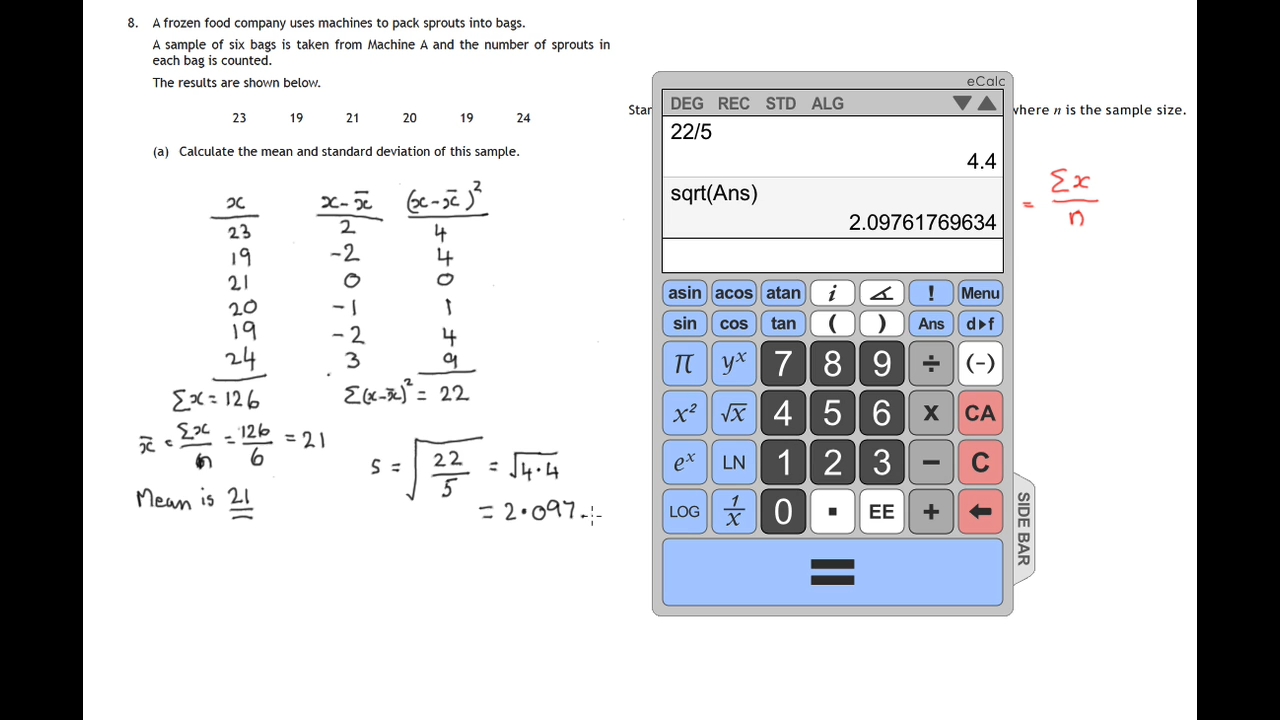 8. A frozen food company uses machines to pack sprouts into bags.
A sample of six bags is taken from Machine A and the number of sprouts in
each bag is counted.
The results are shown below.
23 19 21 20 19 24
(a) Calculate the mean and standard deviation of this sample.
x x-x̄ (x-x̄)²
23 2 4
19 -2 4
21 0 0
20 -1 1
19 -2 4
24 3 9
Σx = 126 Σ(x-x̄)² = 22
x̄ = Σx/n = 126/6 = 21
Mean is 21
s = √(22/5) = √4·4
= 2·097..
where n is the sample size.
= Σx/n
eCalc
DEG REC STD ALG ▼ ▲
22/5
4.4
sqrt(Ans)
2.09761769634
asin acos atan i ∠ ! Menu
sin cos tan ( ) Ans d▸f
π yˣ 7 8 9 ÷ (-)
x² √x 4 5 6 x CA
eˣ LN 1 2 3 − C
LOG 1/x 0 . EE + ←
=
SIDE BAR